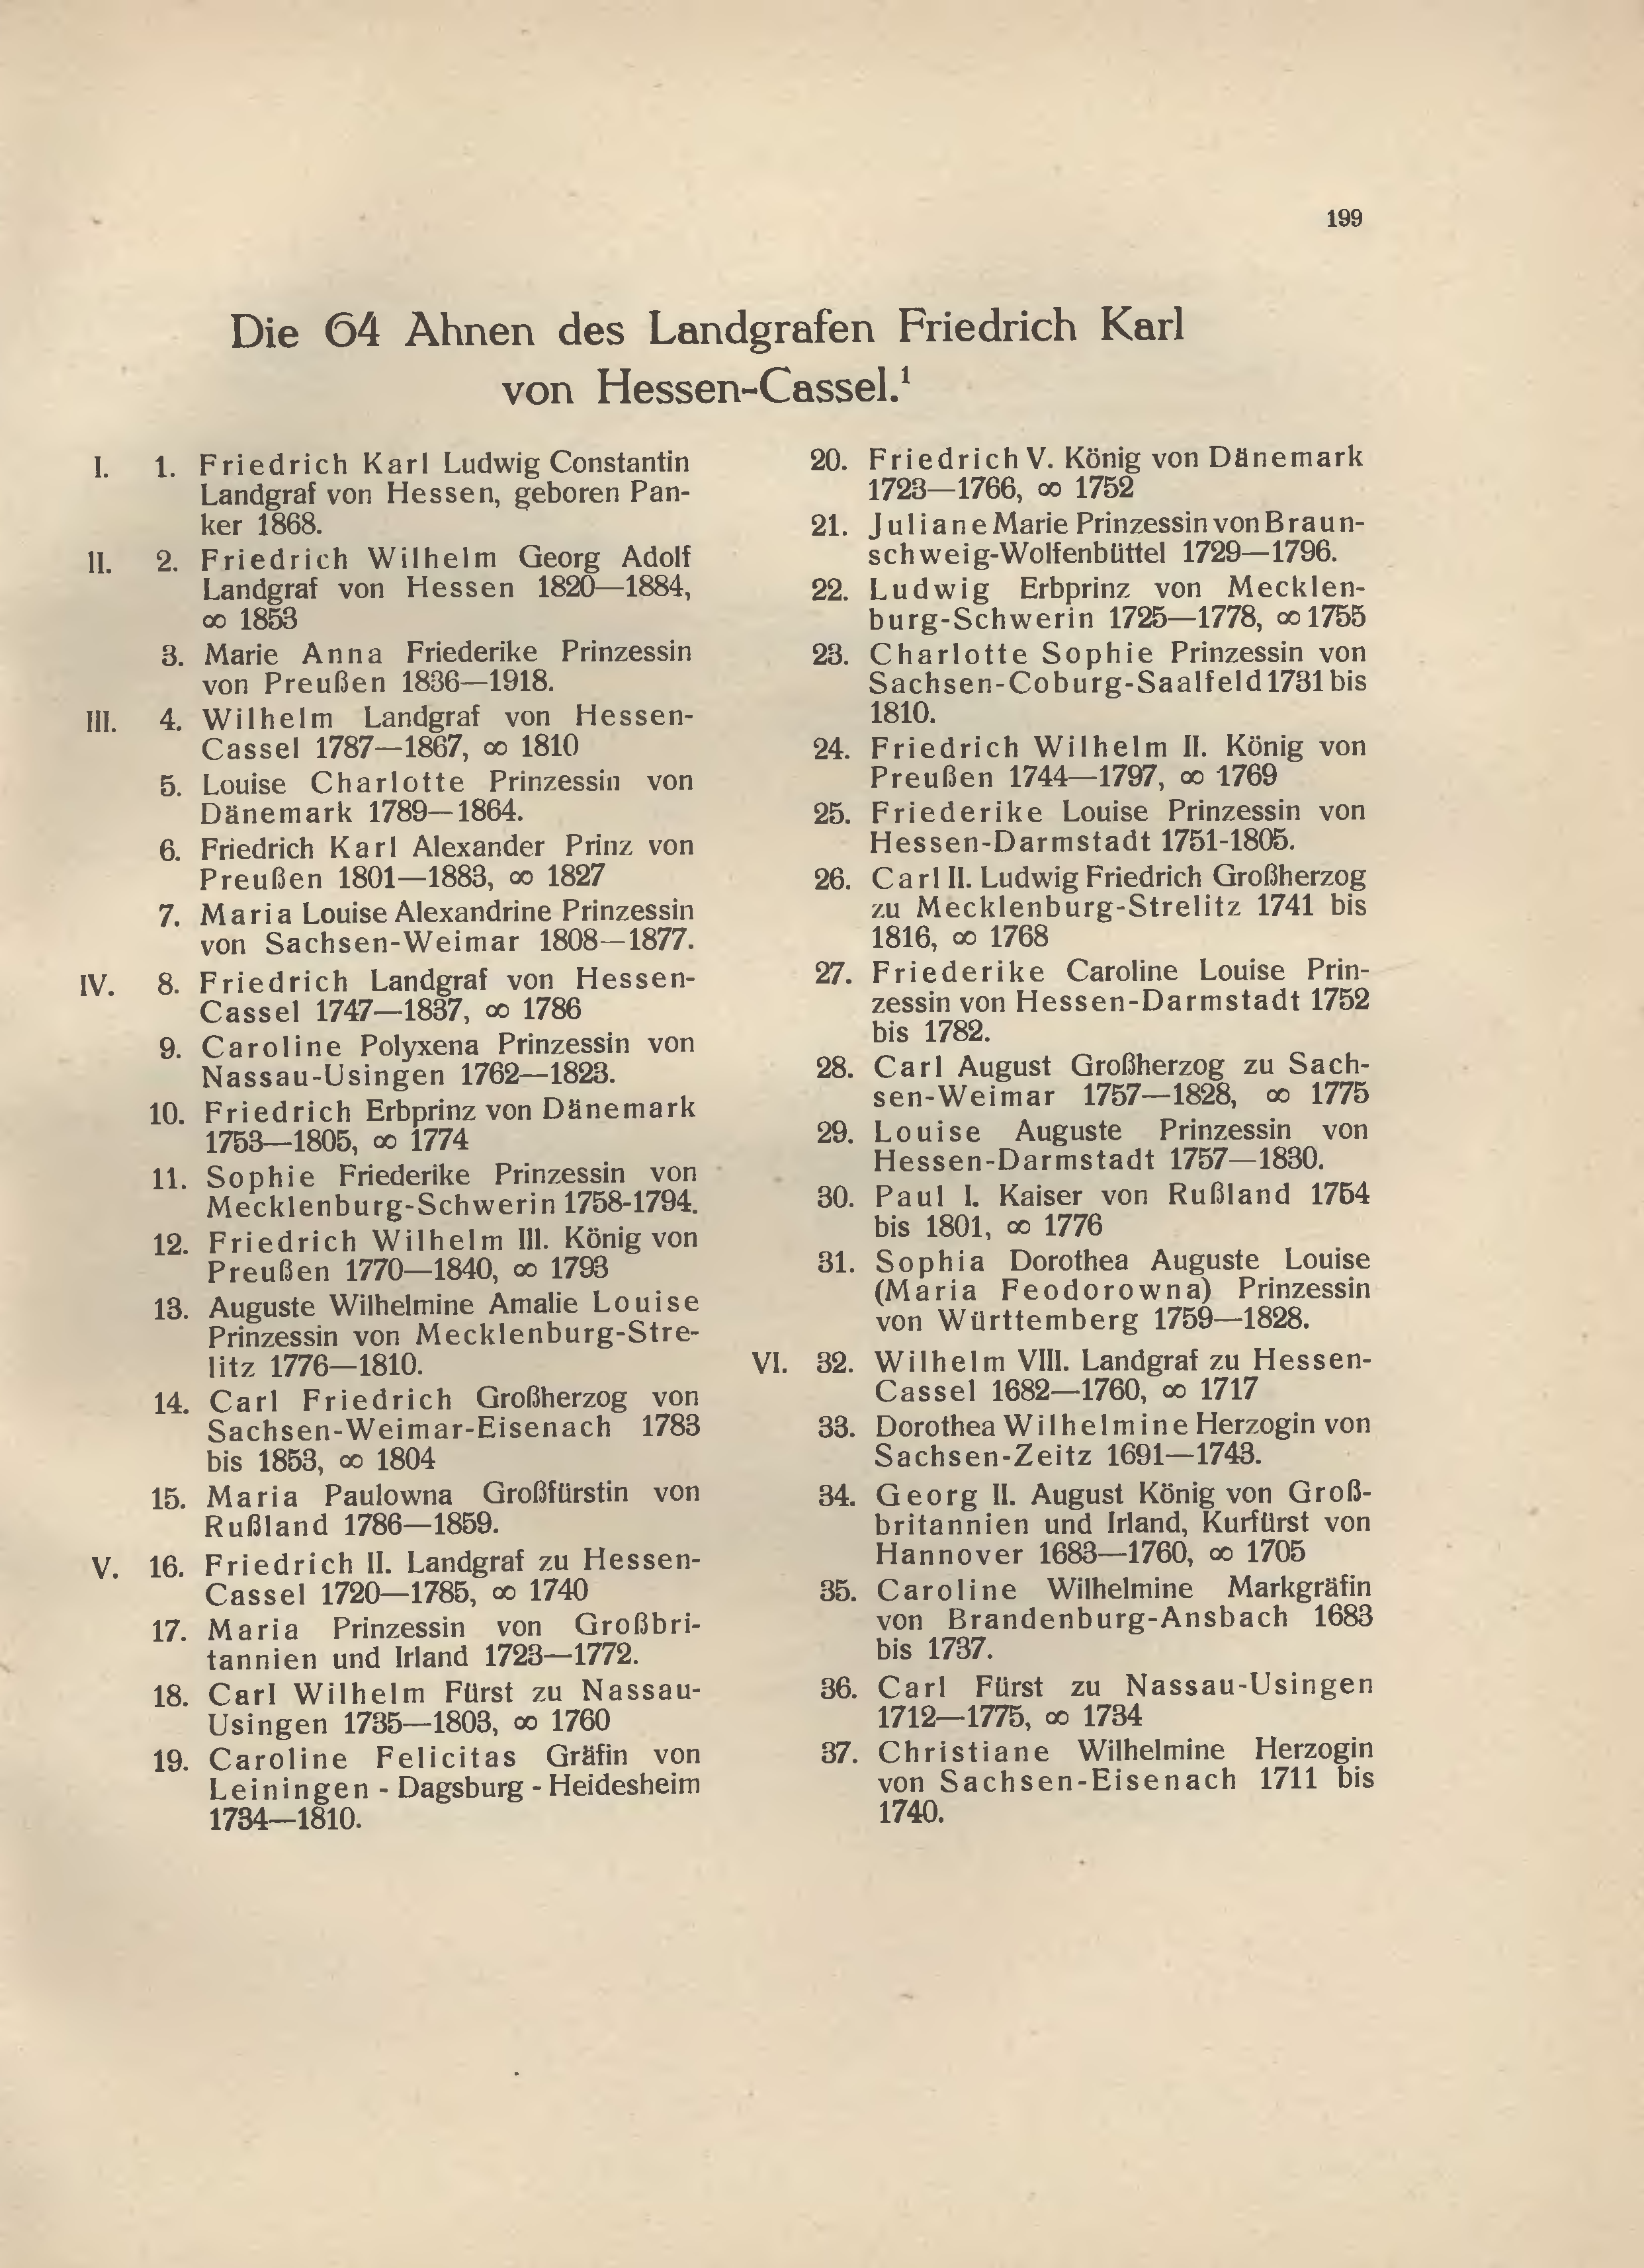 199
Die 64 Ahnen des Landgrafen Friedrich Karl
von Hessen-Cassel.¹
I. 1. Friedrich Karl Ludwig Constantin
Landgraf von Hessen, geboren Pan-
ker 1868.
II. 2. Friedrich Wilhelm Georg Adolf
Landgraf von Hessen 1820—1884,
∞ 1853
3. Marie Anna Friederike Prinzessin
von Preußen 1836—1918.
III. 4. Wilhelm Landgraf von Hessen-
Cassel 1787—1867, ∞ 1810
5. Louise Charlotte Prinzessin von
Dänemark 1789—1864.
6. Friedrich Karl Alexander Prinz von
Preußen 1801—1883, ∞ 1827
7. Maria Louise Alexandrine Prinzessin
von Sachsen-Weimar 1808—1877.
IV. 8. Friedrich Landgraf von Hessen-
Cassel 1747—1837, ∞ 1786
9. Caroline Polyxena Prinzessin von
Nassau-Usingen 1762—1823.
10. Friedrich Erbprinz von Dänemark
1753—1805, ∞ 1774
11. Sophie Friederike Prinzessin von
Mecklenburg-Schwerin 1758-1794.
12. Friedrich Wilhelm III. König von
Preußen 1770—1840, ∞ 1793
13. Auguste Wilhelmine Amalie Louise
Prinzessin von Mecklenburg-Stre-
litz 1776—1810.
14. Carl Friedrich Großherzog von
Sachsen-Weimar-Eisenach 1783
bis 1853, ∞ 1804
15. Maria Paulowna Großfürstin von
Rußland 1786—1859.
V. 16. Friedrich II. Landgraf zu Hessen-
Cassel 1720—1785, ∞ 1740
17. Maria Prinzessin von Großbri-
tannien und Irland 1723—1772.
18. Carl Wilhelm Fürst zu Nassau-
Usingen 1735—1803, ∞ 1760
19. Caroline Felicitas Gräfin von
Leiningen - Dagsburg - Heidesheim
1734—1810.
20. Friedrich V. König von Dänemark
1723—1766, ∞ 1752
21. Juliane Marie Prinzessin von Braun-
schweig-Wolfenbüttel 1729—1796.
22. Ludwig Erbprinz von Mecklen-
burg-Schwerin 1725—1778, ∞ 1755
23. Charlotte Sophie Prinzessin von
Sachsen-Coburg-Saalfeld 1731 bis
1810.
24. Friedrich Wilhelm II. König von
Preußen 1744—1797, ∞ 1769
25. Friederike Louise Prinzessin von
Hessen-Darmstadt 1751-1805.
26. Carl II. Ludwig Friedrich Großherzog
zu Mecklenburg-Strelitz 1741 bis
1816, ∞ 1768
27. Friederike Caroline Louise Prin-
zessin von Hessen-Darmstadt 1752
bis 1782.
28. Carl August Großherzog zu Sach-
sen-Weimar 1757—1828, ∞ 1775
29. Louise Auguste Prinzessin von
Hessen-Darmstadt 1757—1830.
30. Paul I. Kaiser von Rußland 1754
bis 1801, ∞ 1776
31. Sophia Dorothea Auguste Louise
(Maria Feodorowna) Prinzessin
von Württemberg 1759—1828.
VI. 32. Wilhelm VIII. Landgraf zu Hessen-
Cassel 1682—1760, ∞ 1717
33. Dorothea Wilhelmine Herzogin von
Sachsen-Zeitz 1691—1743.
34. Georg II. August König von Groß-
britannien und Irland, Kurfürst von
Hannover 1683—1760, ∞ 1705
35. Caroline Wilhelmine Markgräfin
von Brandenburg-Ansbach 1683
bis 1737.
36. Carl Fürst zu Nassau-Usingen
1712—1775, ∞ 1734
37. Christiane Wilhelmine Herzogin
von Sachsen-Eisenach 1711 bis
1740.